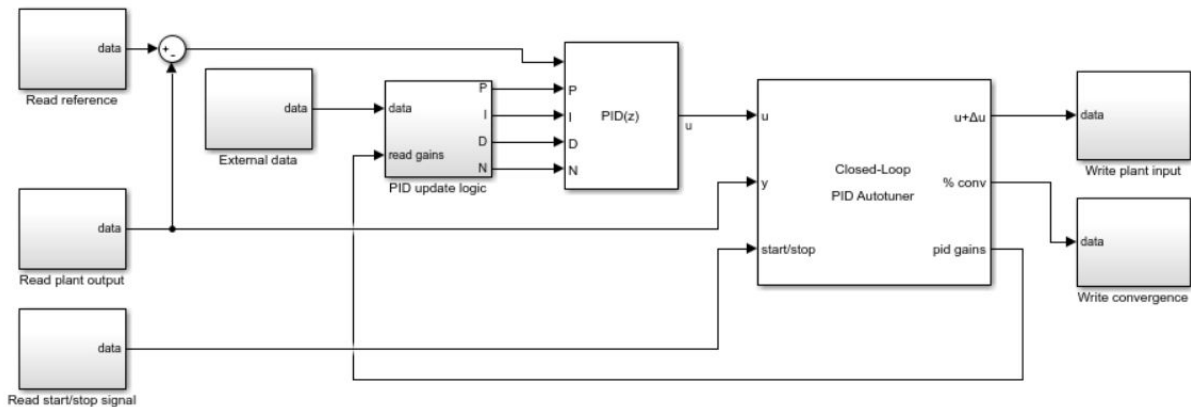 data
Read reference
+
-
data
External data
data
read gains
P
I
D
N
PID update logic
P
I
D
N
PID(z)
u
data
Read plant output
data
Read start/stop signal
u
y
start/stop
Closed-Loop
PID Autotuner
u+Δu
% conv
pid gains
data
Write plant input
data
Write convergence